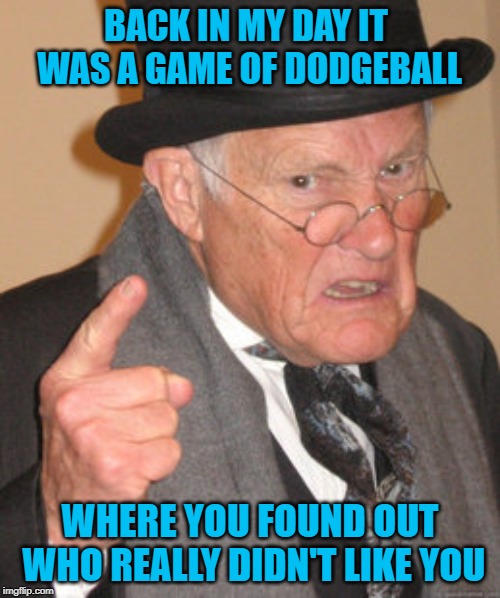 BACK IN MY DAY IT
WAS A GAME OF DODGEBALL
WHERE YOU FOUND OUT
WHO REALLY DIDN'T LIKE YOU
imgflip.com